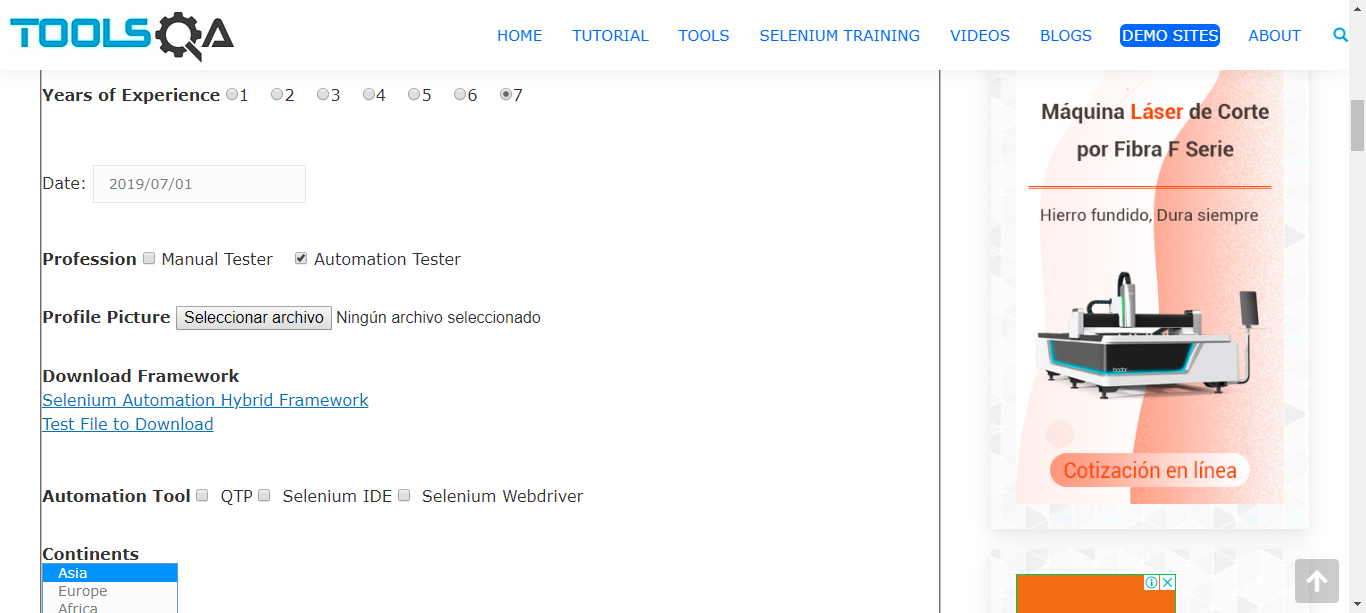 TOOLSQA
HOME TUTORIAL TOOLS SELENIUM TRAINING VIDEOS BLOGS DEMO SITES ABOUT
Years of Experience 1 2 3 4 5 6 7
Date: 2019/07/01
Profession Manual Tester Automation Tester
Profile Picture Seleccionar archivo Ningún archivo seleccionado
Download Framework
Selenium Automation Hybrid Framework
Test File to Download
Automation Tool QTP Selenium IDE Selenium Webdriver
Continents
Asia
Europe
Africa
Máquina Láser de Corte
por Fibra F Serie
Hierro fundido, Dura siempre
bodor
Cotización en línea